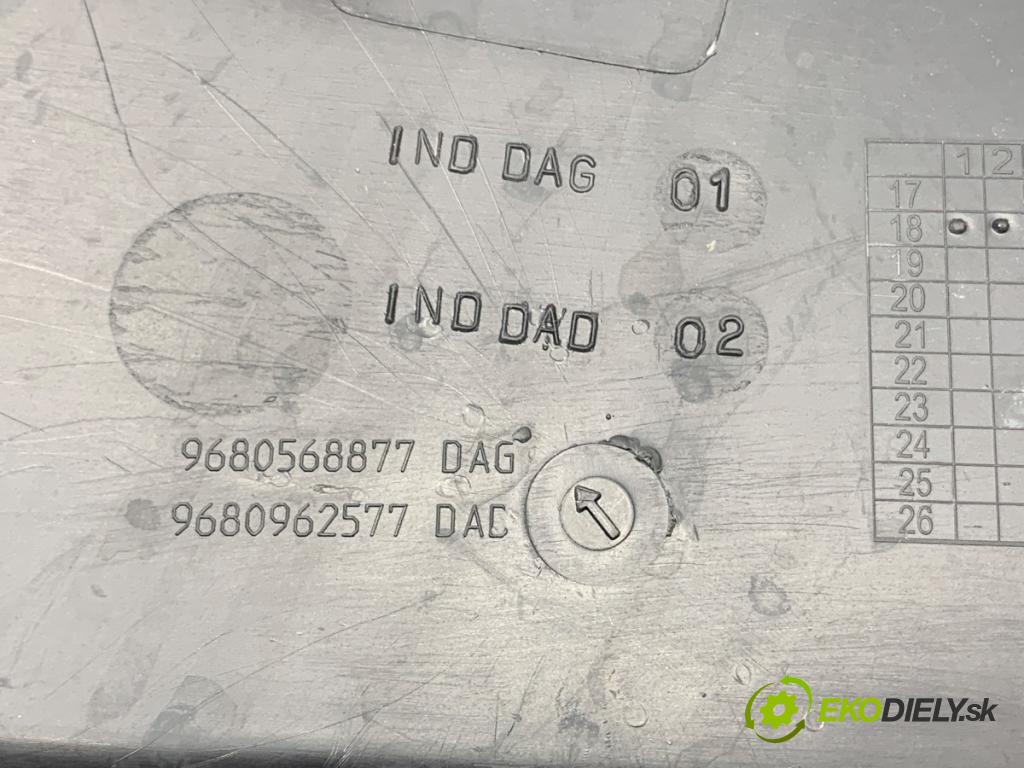 IND DAG 01
IND DAD 02
9680568877 DAG
9680962577 DAD
1 2
17
18
19
20
21
22
23
24
25
26
EKODIELY.sk